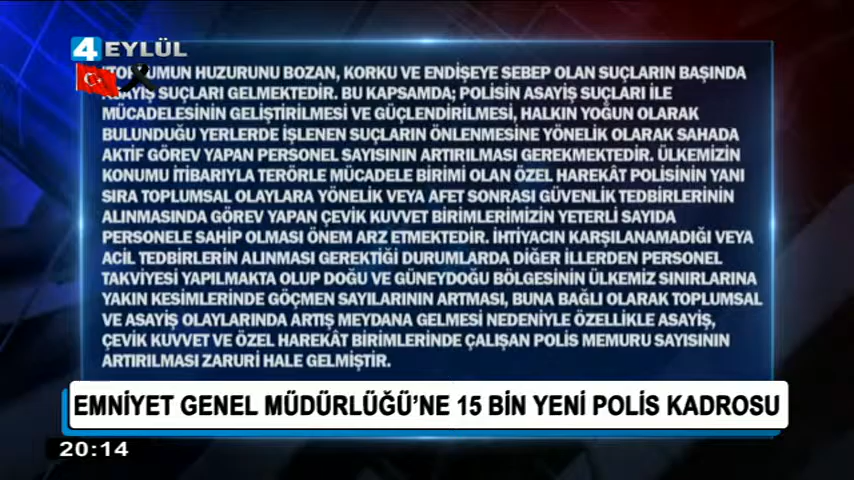 4 EYLÜL
HUZURUNU BOZAN, KORKU VE ENDİŞEYE SEBEP OLAN SUÇLARIN BAŞINDA
ASAYİŞ SUÇLARI GELMEKTEDİR. BU KAPSAMDA; POLİSİN ASAYİŞ SUÇLARI İLE
MÜCADELESİNİN GELİŞTİRİLMESİ VE GÜÇLENDİRİLMESİ, HALKIN YOĞUN OLARAK
BULUNDUĞU YERLERDE İŞLENEN SUÇLARIN ÖNLENMESİNE YÖNELİK OLARAK SAHADA
AKTİF GÖREV YAPAN PERSONEL SAYISININ ARTIRILMASI GEREKMEKTEDİR. ÜLKEMİZİN
KONUMU İTİBARIYLA TERÖRLE MÜCADELE BİRİMİ OLAN ÖZEL HAREKÂT POLİSİNİN YANI
SIRA TOPLUMSAL OLAYLARA YÖNELİK VEYA AFET SONRASI GÜVENLİK TEDBİRLERİNİN
ALINMASINDA GÖREV YAPAN ÇEVİK KUVVET BİRİMLERİMİZİN YETERLİ SAYIDA
PERSONELE SAHİP OLMASI ÖNEM ARZ ETMEKTEDİR. İHTİYACIN KARŞILANAMADIĞI VEYA
ACİL TEDBİRLERİN ALINMASI GEREKTİĞİ DURUMLARDA DİĞER İLLERDEN PERSONEL
TAKVİYESİ YAPILMAKTA OLUP DOĞU VE GÜNEYDOĞU BÖLGESİNİN ÜLKEMİZ SINIRLARINA
YAKIN KESİMLERİNDE GÖÇMEN SAYILARININ ARTMASI, BUNA BAĞLI OLARAK TOPLUMSAL
VE ASAYİŞ OLAYLARINDA ARTIŞ MEYDANA GELMESİ NEDENİYLE ÖZELLİKLE ASAYİŞ,
ÇEVİK KUVVET VE ÖZEL HAREKÂT BİRİMLERİNDE ÇALIŞAN POLİS MEMURU SAYISININ
ARTIRILMASI ZARURİ HALE GELMİŞTİR.
EMNİYET GENEL MÜDÜRLÜĞÜ'NE 15 BİN YENİ POLİS KADROSU
20:14